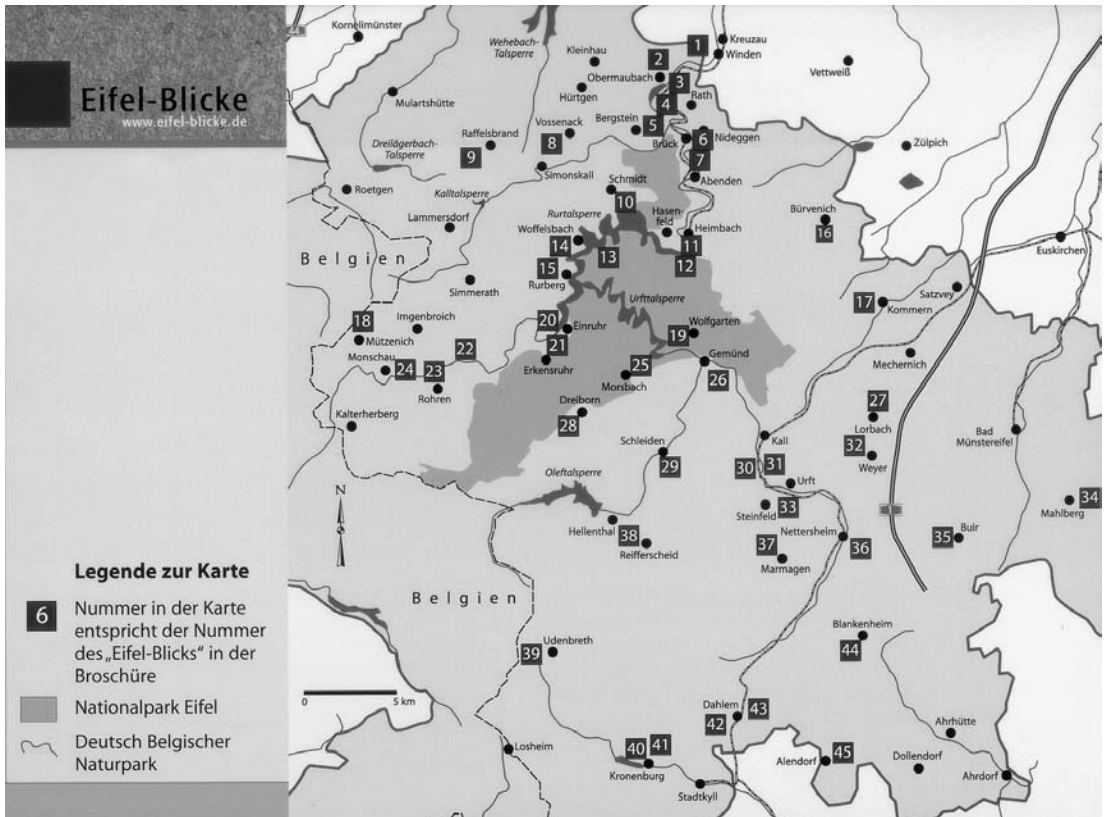 Eifel-Blicke
www.eifel-blicke.de
Legende zur Karte
6
Nummer in der Karte
entspricht der Nummer
des „Eifel-Blicks“ in der
Broschüre
Nationalpark Eifel
Deutsch Belgischer
Naturpark
44
Kornelimünster
Wehebach-
Talsperre
Kleinhau
1
Kreuzau
Winden
2
Obermaubach
3
Vettweiß
Mulartshütte
Hürtgen
4
Rath
Bergstein
5
Vossenack
8
Raffelsbrand
9
Dreilägerbach-
Talsperre
Brück
6
Nideggen
7
Abenden
Zülpich
Simonskall
Schmidt
10
Roetgen
Kalltalsperre
Lammersdorf
Rurtalsperre
Woffelsbach
14
13
Hasen-
feld
Heimbach
11
12
Bürvenich
16
Euskirchen
Belgien
15
Rurberg
Simmerath
Urfttalsperre
17
Kommern
Satzvey
18
Mützenich
Imgenbroich
20
Einruhr
21
Erkensruhr
19
Wolfgarten
Gemünd
26
Mechernich
22
Monschau
24
23
Rohren
25
Morsbach
Dreiborn
28
Kalterherberg
27
Lorbach
32
Weyer
Bad
Münstereifel
Kall
Schleiden
29
30
31
Urft
Oleftalsperre
Steinfeld
33
1
34
Mahlberg
N
Hellenthal
38
Reifferscheid
Nettersheim
36
37
Marmagen
35
Buir
Belgien
Blankenheim
44
Udenbreth
39
0
5 km
Dahlem
42
43
Ahrhütte
Losheim
40
41
Kronenburg
Alendorf
45
Dollendorf
Ahrdorf
Stadtkyll